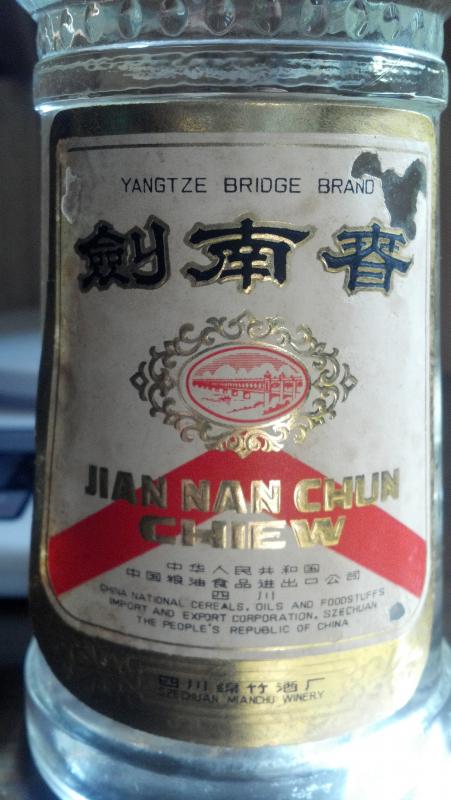 YANGTZE BRIDGE BRAND
劍南春
JIAN NAN CHUN
CHIEW
中华人民共和国
中国粮油食品进出口公司
四川
CHINA NATIONAL CEREALS, OILS AND FOODSTUFFS
IMPORT AND EXPORT CORPORATION, SZECHUAN
THE PEOPLE'S REPUBLIC OF CHINA
四川绵竹酒厂
SZECHUAN MIANCHU WINERY